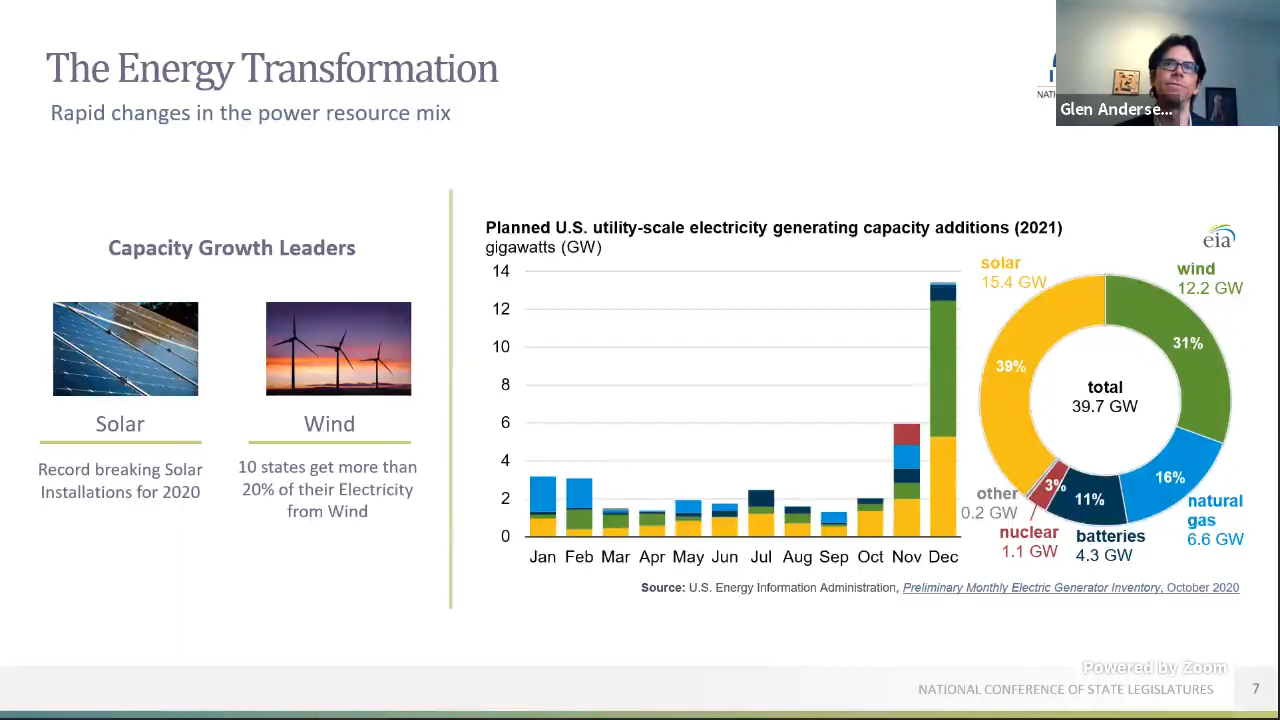 The Energy Transformation
Rapid changes in the power resource mix
NAT
Glen Anderse...
Capacity Growth Leaders
Solar
Record breaking Solar
Installations for 2020
Wind
10 states get more than
20% of their Electricity
from Wind
Planned U.S. utility-scale electricity generating capacity additions (2021)
gigawatts (GW)
eia
14
12
10
8
6
4
2
0
Jan Feb Mar Apr May Jun Jul Aug Sep Oct Nov Dec
solar
15.4 GW
wind
12.2 GW
39%
31%
total
39.7 GW
16%
11%
3%
other
0.2 GW
nuclear
1.1 GW
batteries
4.3 GW
natural
gas
6.6 GW
Source: U.S. Energy Information Administration, Preliminary Monthly Electric Generator Inventory, October 2020
Powered by Zoom
NATIONAL CONFERENCE OF STATE LEGISLATURES 7